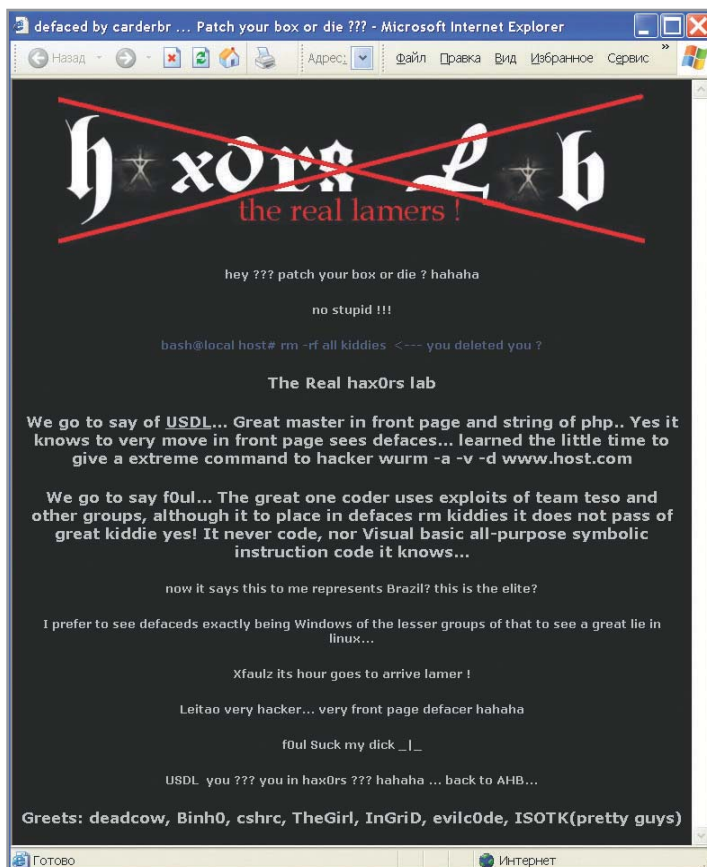 defaced by carderbr ... Patch your box or die ??? - Microsoft Internet Explorer
Назад
Адрес:
Файл Правка Вид Избранное Сервис »
hax0rs Lab
the real lamers !
hey ??? patch your box or die ? hahaha
no stupid !!!
bash@local host# rm -rf all kiddies <--- you deleted you ?
The Real hax0rs lab
We go to say of USDL... Great master in front page and string of php.. Yes it
knows to very move in front page sees defaces... learned the little time to
give a extreme command to hacker wurm -a -v -d www.host.com
We go to say f0ul... The great one coder uses exploits of team teso and
other groups, although it to place in defaces rm kiddies it does not pass of
great kiddie yes! It never code, nor Visual basic all-purpose symbolic
instruction code it knows...
now it says this to me represents Brazil? this is the elite?
I prefer to see defaceds exactly being Windows of the lesser groups of that to see a great lie in
linux...
Xfaulz its hour goes to arrive lamer !
Leitao very hacker... very front page defacer hahaha
f0ul Suck my dick _|_
USDL you ??? you in hax0rs ??? hahaha ... back to AHB...
Greets: deadcow, Binh0, cshrc, TheGirl, InGriD, evilc0de, ISOTK(pretty guys)
Готово
Интернет